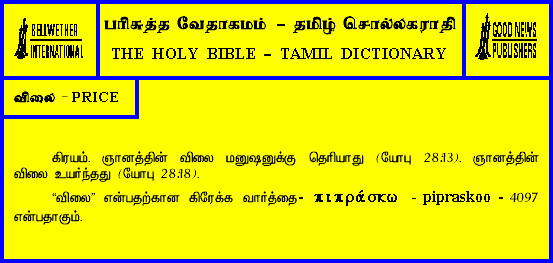 BELLWETHER
INTERNATIONAL
பரிசுத்த வேதாகமம் - தமிழ் சொல்லகராதி
THE HOLY BIBLE - TAMIL DICTIONARY
GOOD NEWS
PUBLISHERS
விலை - PRICE
கிரயம். ஞானத்தின் விலை மனுஷனுக்கு தெரியாது (யோபு 28:13). ஞானத்தின்
விலை உயர்ந்தது (யோபு 28:18).
“விலை” என்பதற்கான கிரேக்க வார்த்தை- πιπράσκω - pipraskoo - 4097
என்பதாகும்.